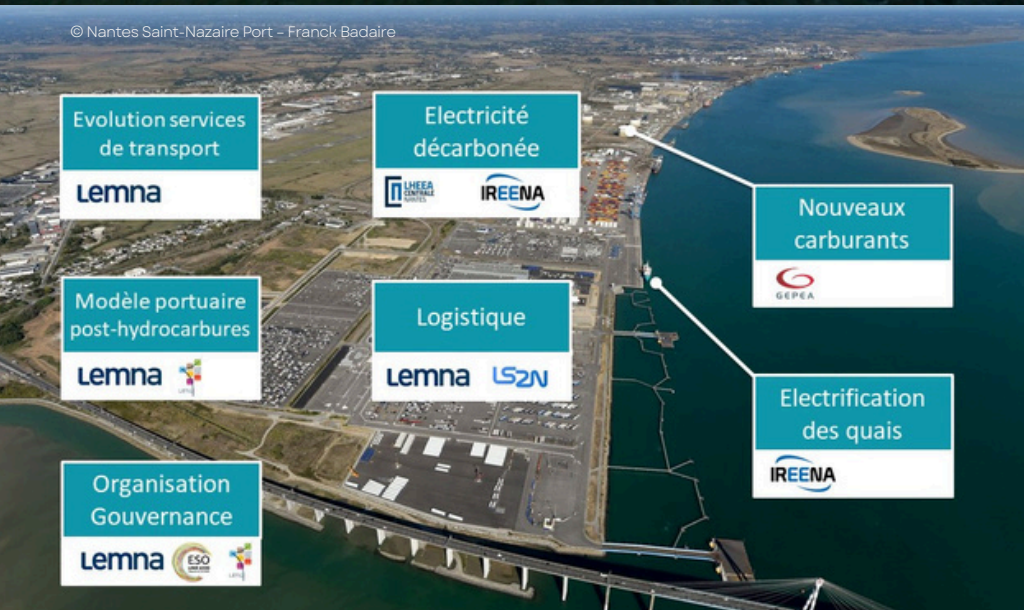 © Nantes Saint-Nazaire Port – Franck Badaire
Evolution services
de transport
Lemna
Electricité
décarbonée
LHEEA
CENTRALE
NANTES
IREENA
Nouveaux
carburants
GEPEA
Modèle portuaire
post-hydrocarbures
Lemna
Logistique
Lemna
LS2N
Electrification
des quais
IREENA
Organisation
Gouvernance
Lemna
ESO